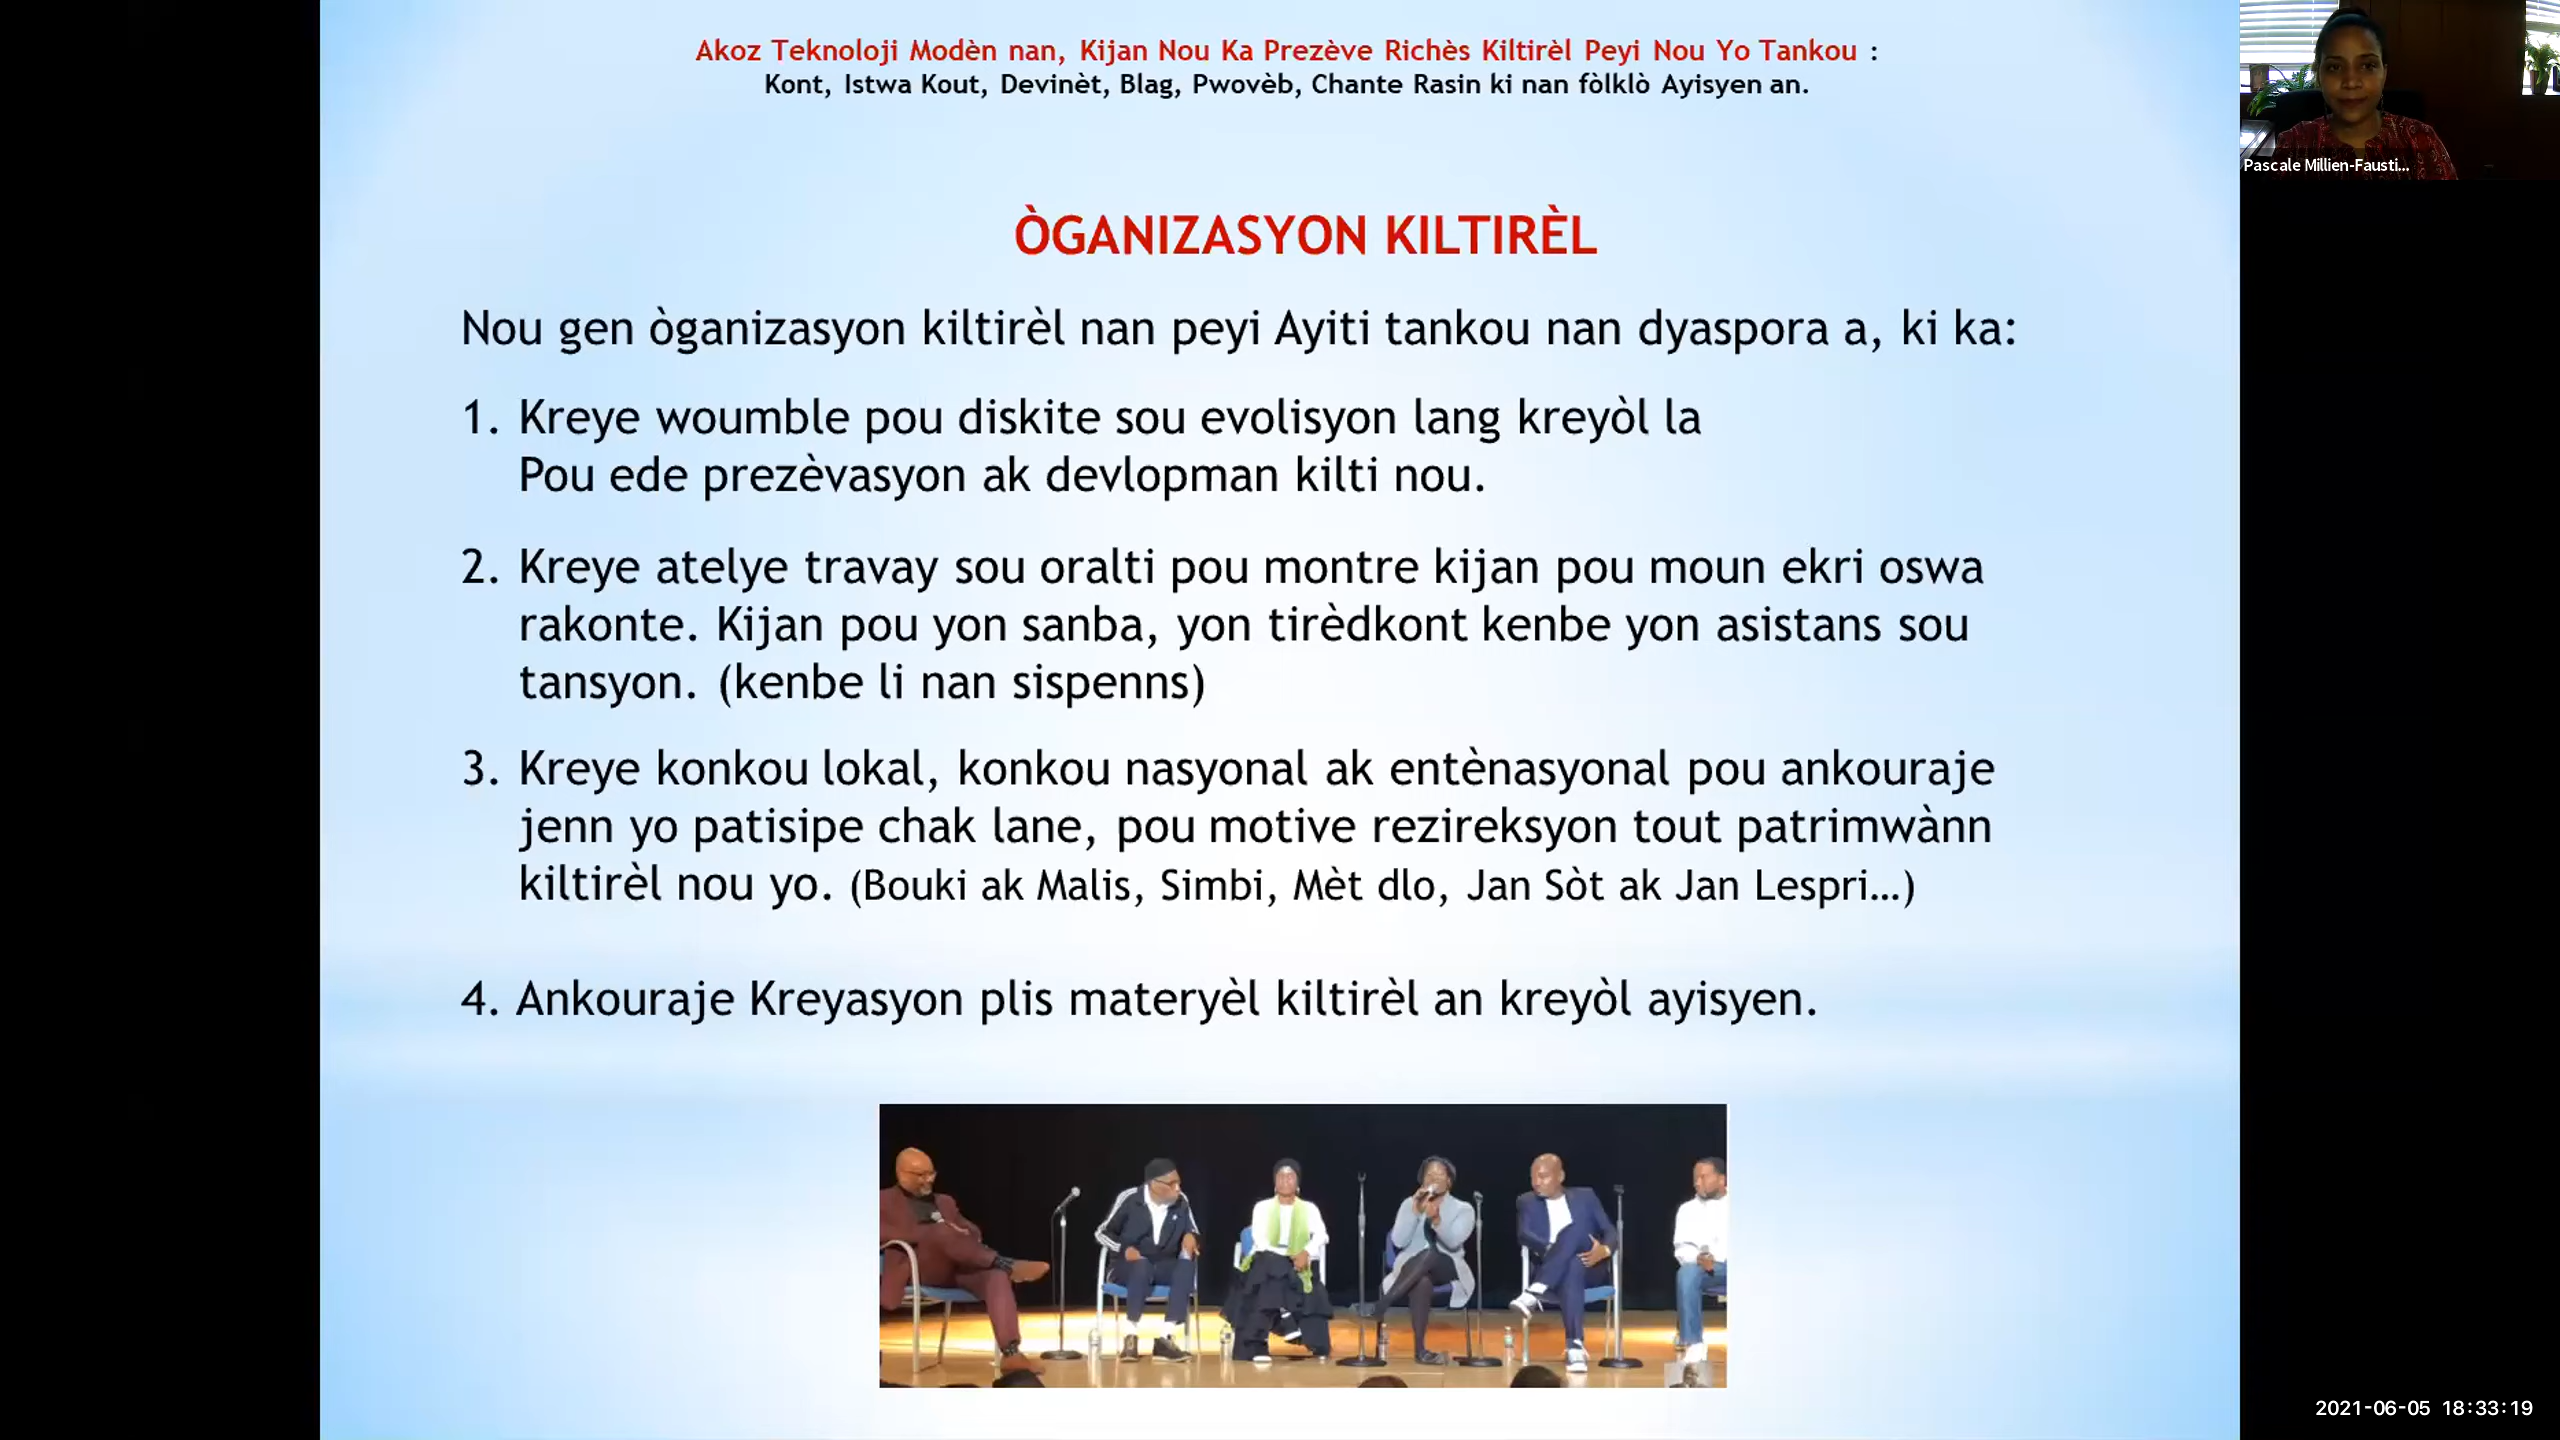 Akoz Teknoloji Modèn nan, Kijan Nou Ka Prezève Richès Kiltirèl Peyi Nou Yo Tankou :
Kont, Istwa Kout, Devinèt, Blag, Pwovèb, Chante Rasin ki nan fòlklò Ayisyen an.
Pascale Millien-Fausti...
ÒGANIZASYON KILTIRÈL
Nou gen òganizasyon kiltirèl nan peyi Ayiti tankou nan dyaspora a, ki ka:
1. Kreye woumble pou diskite sou evolisyon lang kreyòl la
Pou ede prezèvasyon ak devlopman kilti nou.
2. Kreye atelye travay sou oralti pou montre kijan pou moun ekri oswa
rakonte. Kijan pou yon sanba, yon tirèdkont kenbe yon asistans sou
tansyon. (kenbe li nan sispenns)
3. Kreye konkou lokal, konkou nasyonal ak entènasyonal pou ankouraje
jenn yo patisipe chak lane, pou motive rezireksyon tout patrimwànn
kiltirèl nou yo. (Bouki ak Malis, Simbi, Mèt dlo, Jan Sòt ak Jan Lespri...)
4. Ankouraje Kreyasyon plis materyèl kiltirèl an kreyòl ayisyen.
2021-06-05 18:33:19